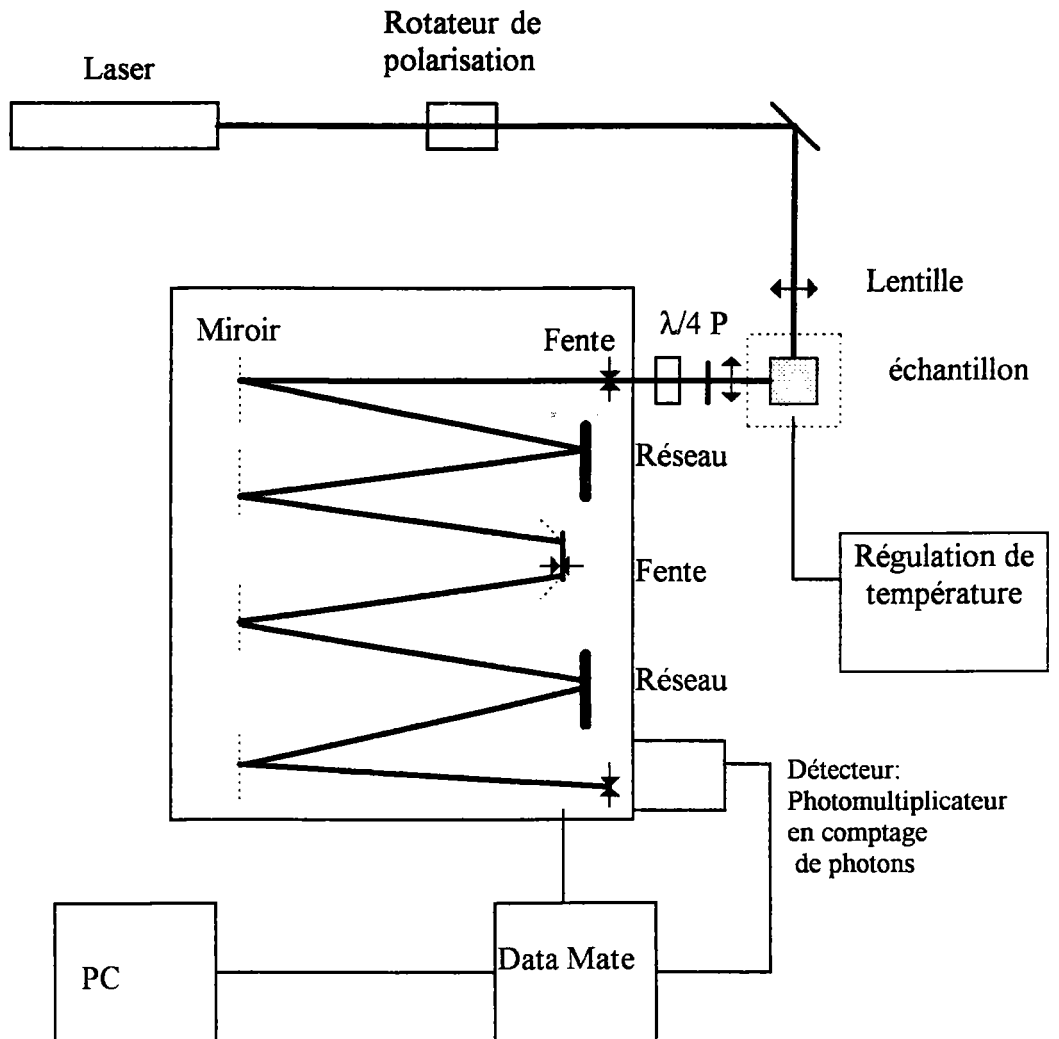 Rotateur de
polarisation
Laser
Lentille
λ/4 P
Miroir
Fente
échantillon
Réseau
Régulation de
température
Fente
Réseau
Détecteur:
Photomultiplicateur
en comptage
de photons
PC
Data Mate